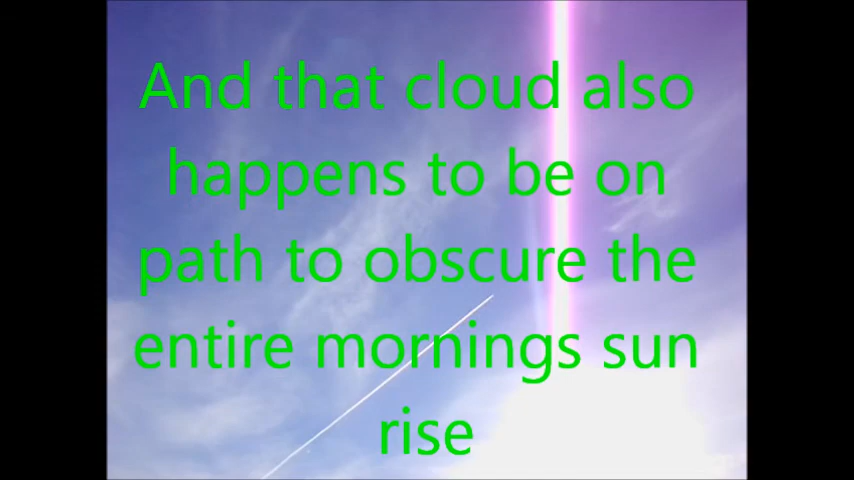 And that cloud also
happens to be on
path to obscure the
entire mornings sun
rise